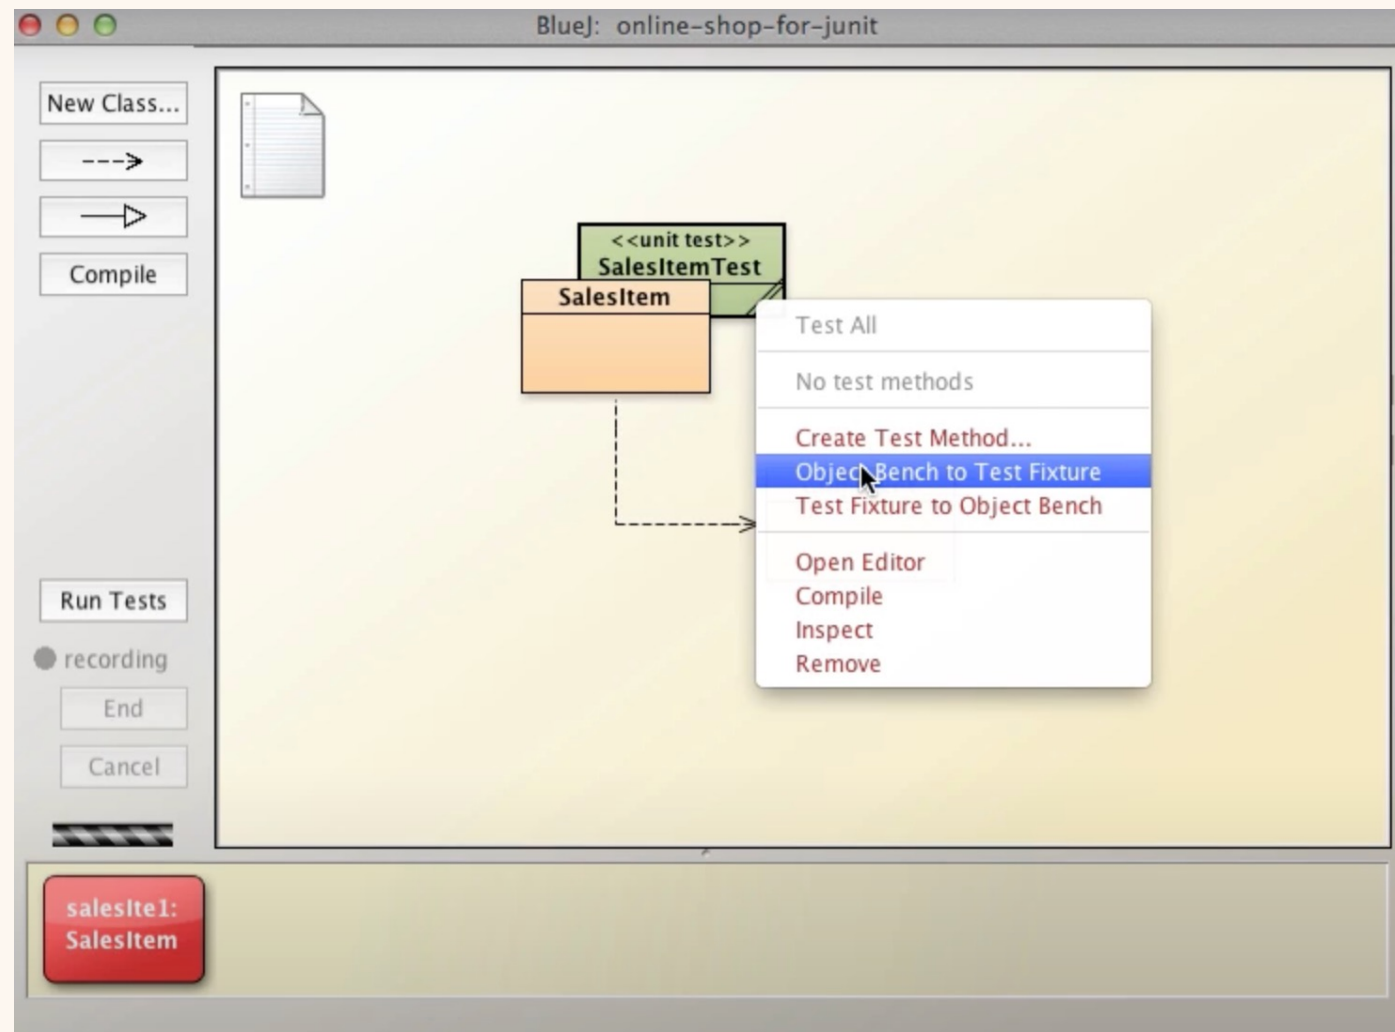 BlueJ: online-shop-for-junit
New Class...
Compile
Run Tests
recording
End
Cancel
<<unit test>>
SalesItemTest
SalesItem
Test All
No test methods
Create Test Method...
Object Bench to Test Fixture
Test Fixture to Object Bench
Open Editor
Compile
Inspect
Remove
salesIte1:
SalesItem